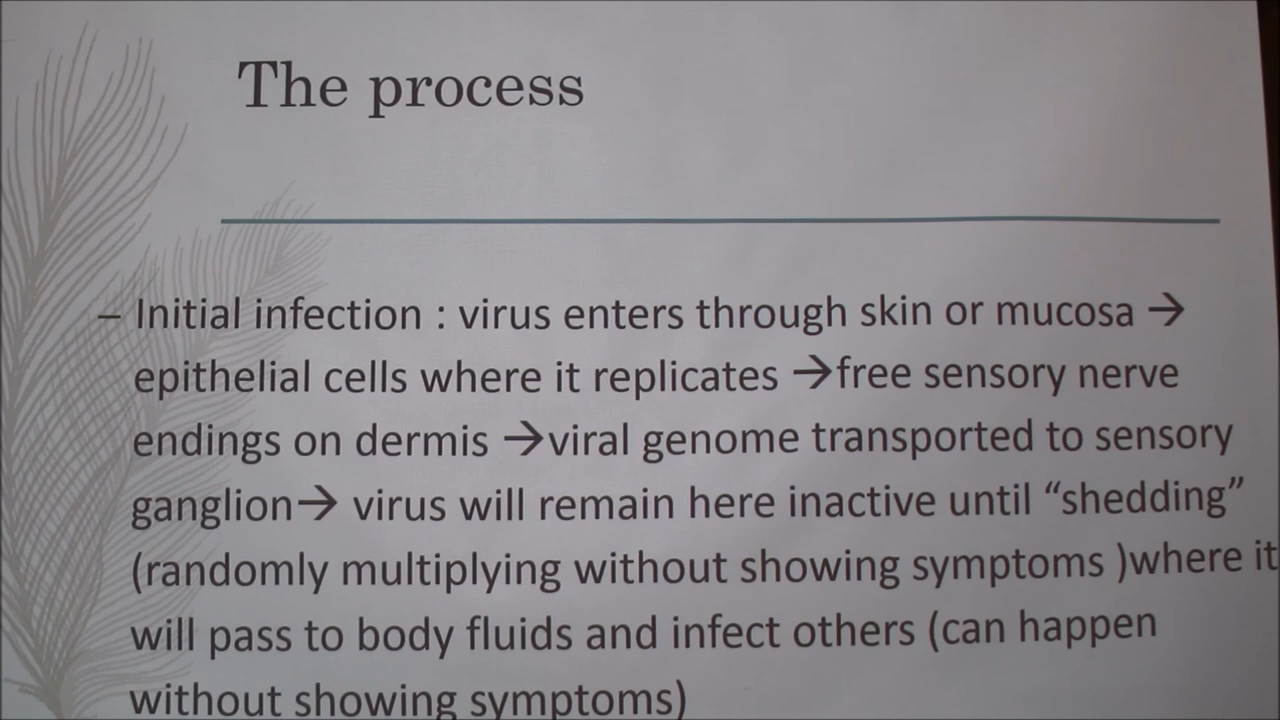 The process
– Initial infection : virus enters through skin or mucosa →
epithelial cells where it replicates →free sensory nerve
endings on dermis →viral genome transported to sensory
ganglion→ virus will remain here inactive until “shedding”
(randomly multiplying without showing symptoms )where it
will pass to body fluids and infect others (can happen
without showing symptoms)